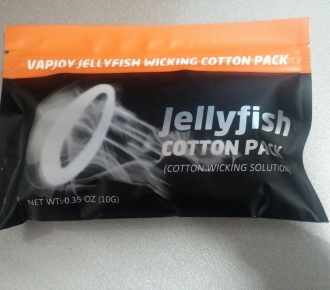 VAPJOY JELLYFISH WICKING COTTON PACK
Jellyfish
COTTON PACK
(COTTON WICKING SOLUTION)
NET WT: 0.35 OZ (10G)